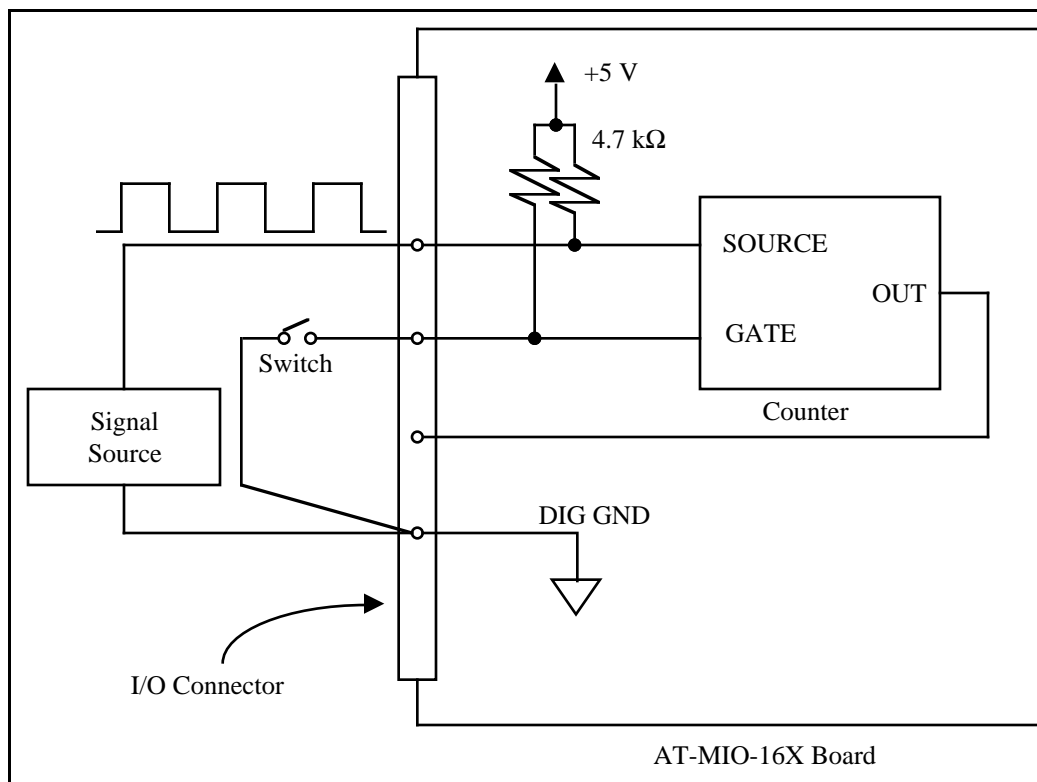 +5 V
4.7 kΩ
SOURCE
OUT
GATE
Switch
Counter
Signal
Source
DIG GND
I/O Connector
AT-MIO-16X Board